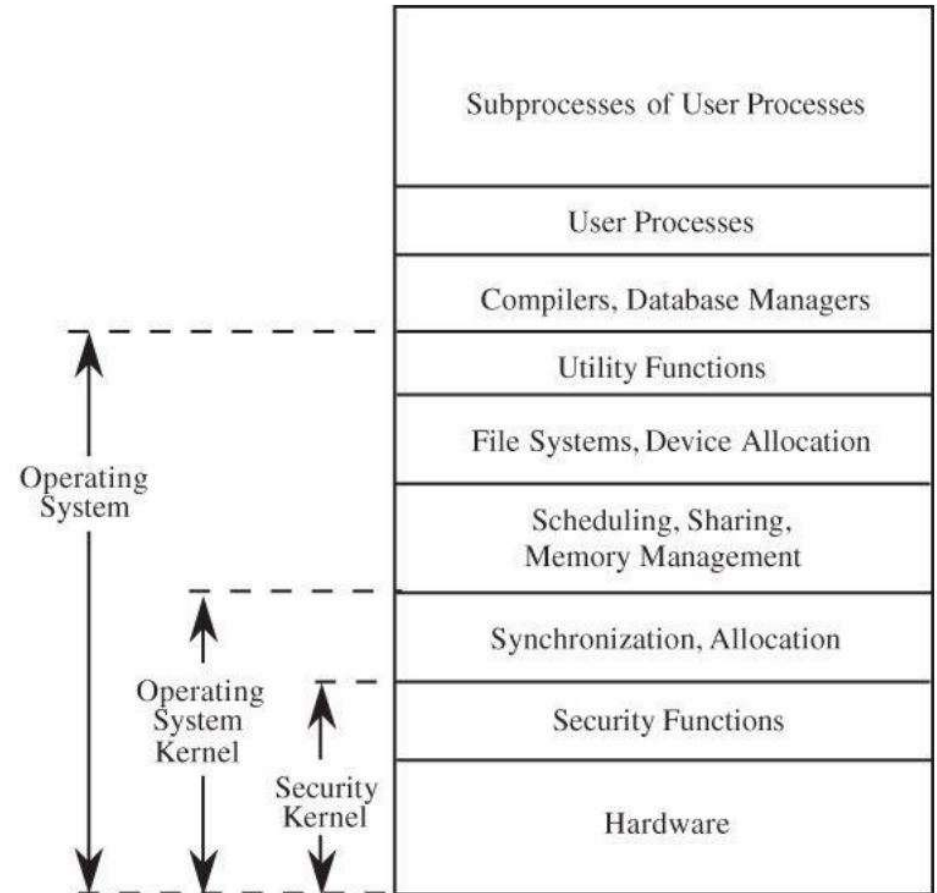 Subprocesses of User Processes
User Processes
Compilers, Database Managers
Utility Functions
File Systems, Device Allocation
Operating
System
Scheduling, Sharing,
Memory Management
Synchronization, Allocation
Operating
System
Kernel
Security Functions
Security
Kernel
Hardware